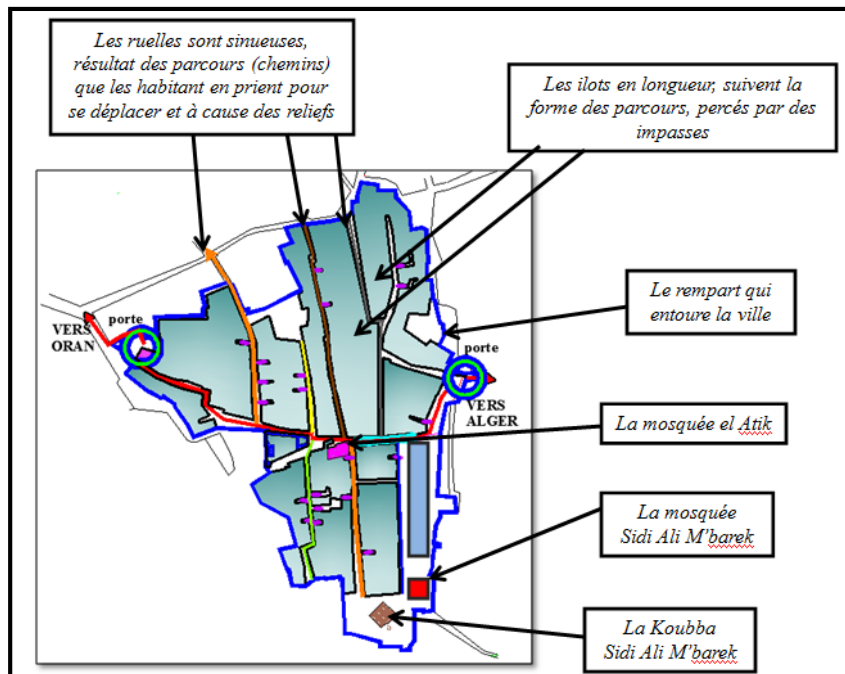 Les ruelles sont sinueuses,
résultat des parcours (chemins)
que les habitant en prient pour
se déplacer et à cause des reliefs
Les ilots en longueur, suivent la
forme des parcours, percés par des
impasses
Le rempart qui
entoure la ville
porte
VERS
ORAN
porte
VERS
ALGER
La mosquée el Atik
La mosquée
Sidi Ali M'barek
La Koubba
Sidi Ali M'barek